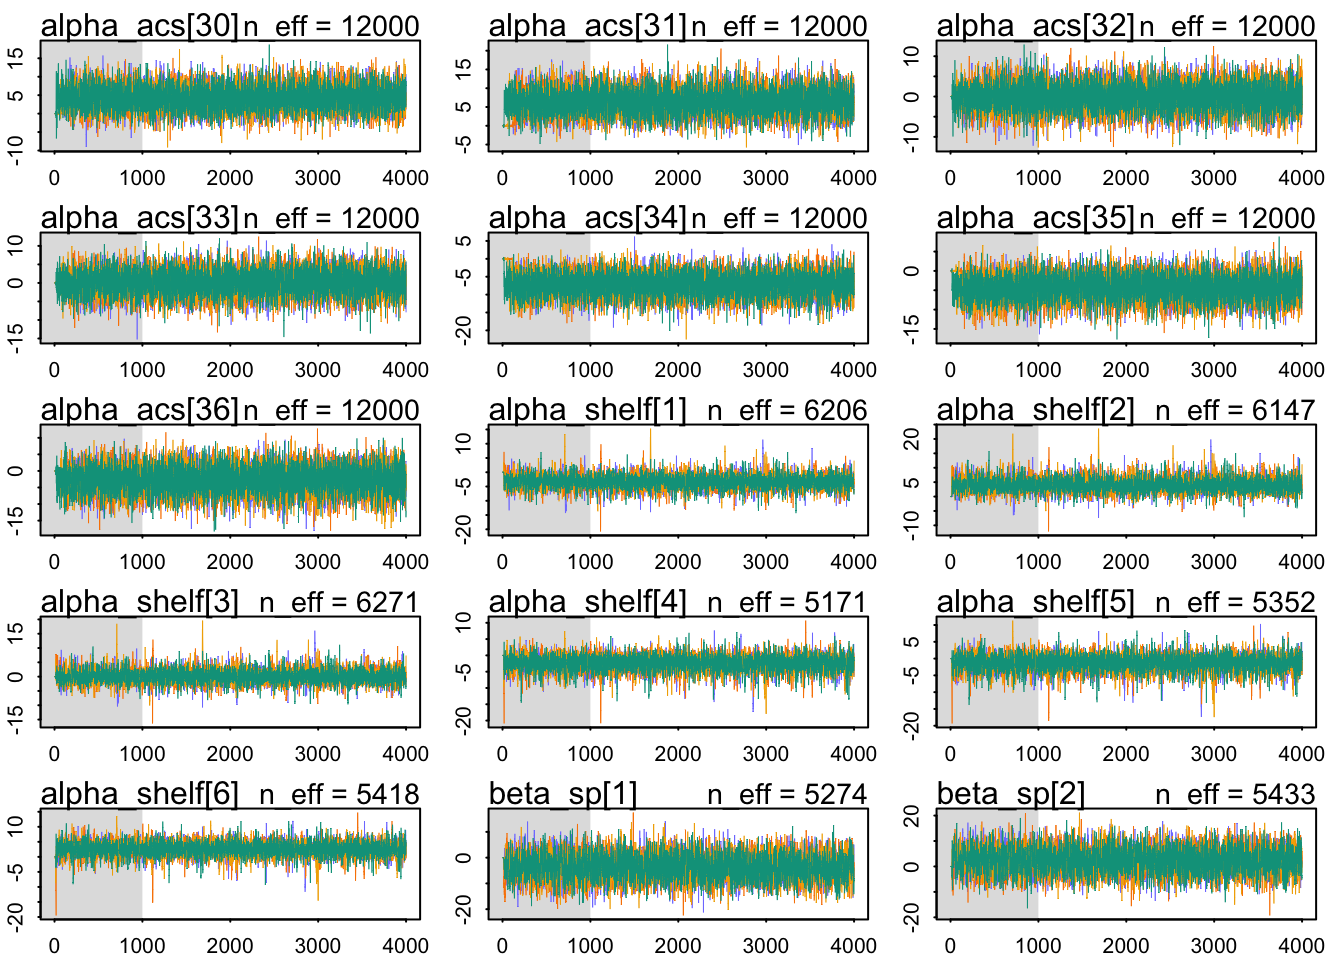 alpha_acs[30] n_eff = 12000 alpha_acs[31] n_eff = 12000 alpha_acs[32] n_eff = 12000
15 5 -10
15 5 -5
10 0 -10
0 1000 2000 3000 4000 0 1000 2000 3000 4000 0 1000 2000 3000 4000
alpha_acs[33] n_eff = 12000 alpha_acs[34] n_eff = 12000 alpha_acs[35] n_eff = 12000
10 0 -15
5 -5 -20
0 -15
0 1000 2000 3000 4000 0 1000 2000 3000 4000 0 1000 2000 3000 4000
alpha_acs[36] n_eff = 12000 alpha_shelf[1] n_eff = 6206 alpha_shelf[2] n_eff = 6147
0 -15
10 -5 -20
20 5 -10
0 1000 2000 3000 4000 0 1000 2000 3000 4000 0 1000 2000 3000 4000
alpha_shelf[3] n_eff = 6271 alpha_shelf[4] n_eff = 5171 alpha_shelf[5] n_eff = 5352
15 0 -15
10 -5 -20
5 -5 -20
0 1000 2000 3000 4000 0 1000 2000 3000 4000 0 1000 2000 3000 4000
alpha_shelf[6] n_eff = 5418 beta_sp[1] n_eff = 5274 beta_sp[2] n_eff = 5433
10 -5 -20
0 -20
20 0 -20
0 1000 2000 3000 4000 0 1000 2000 3000 4000 0 1000 2000 3000 4000